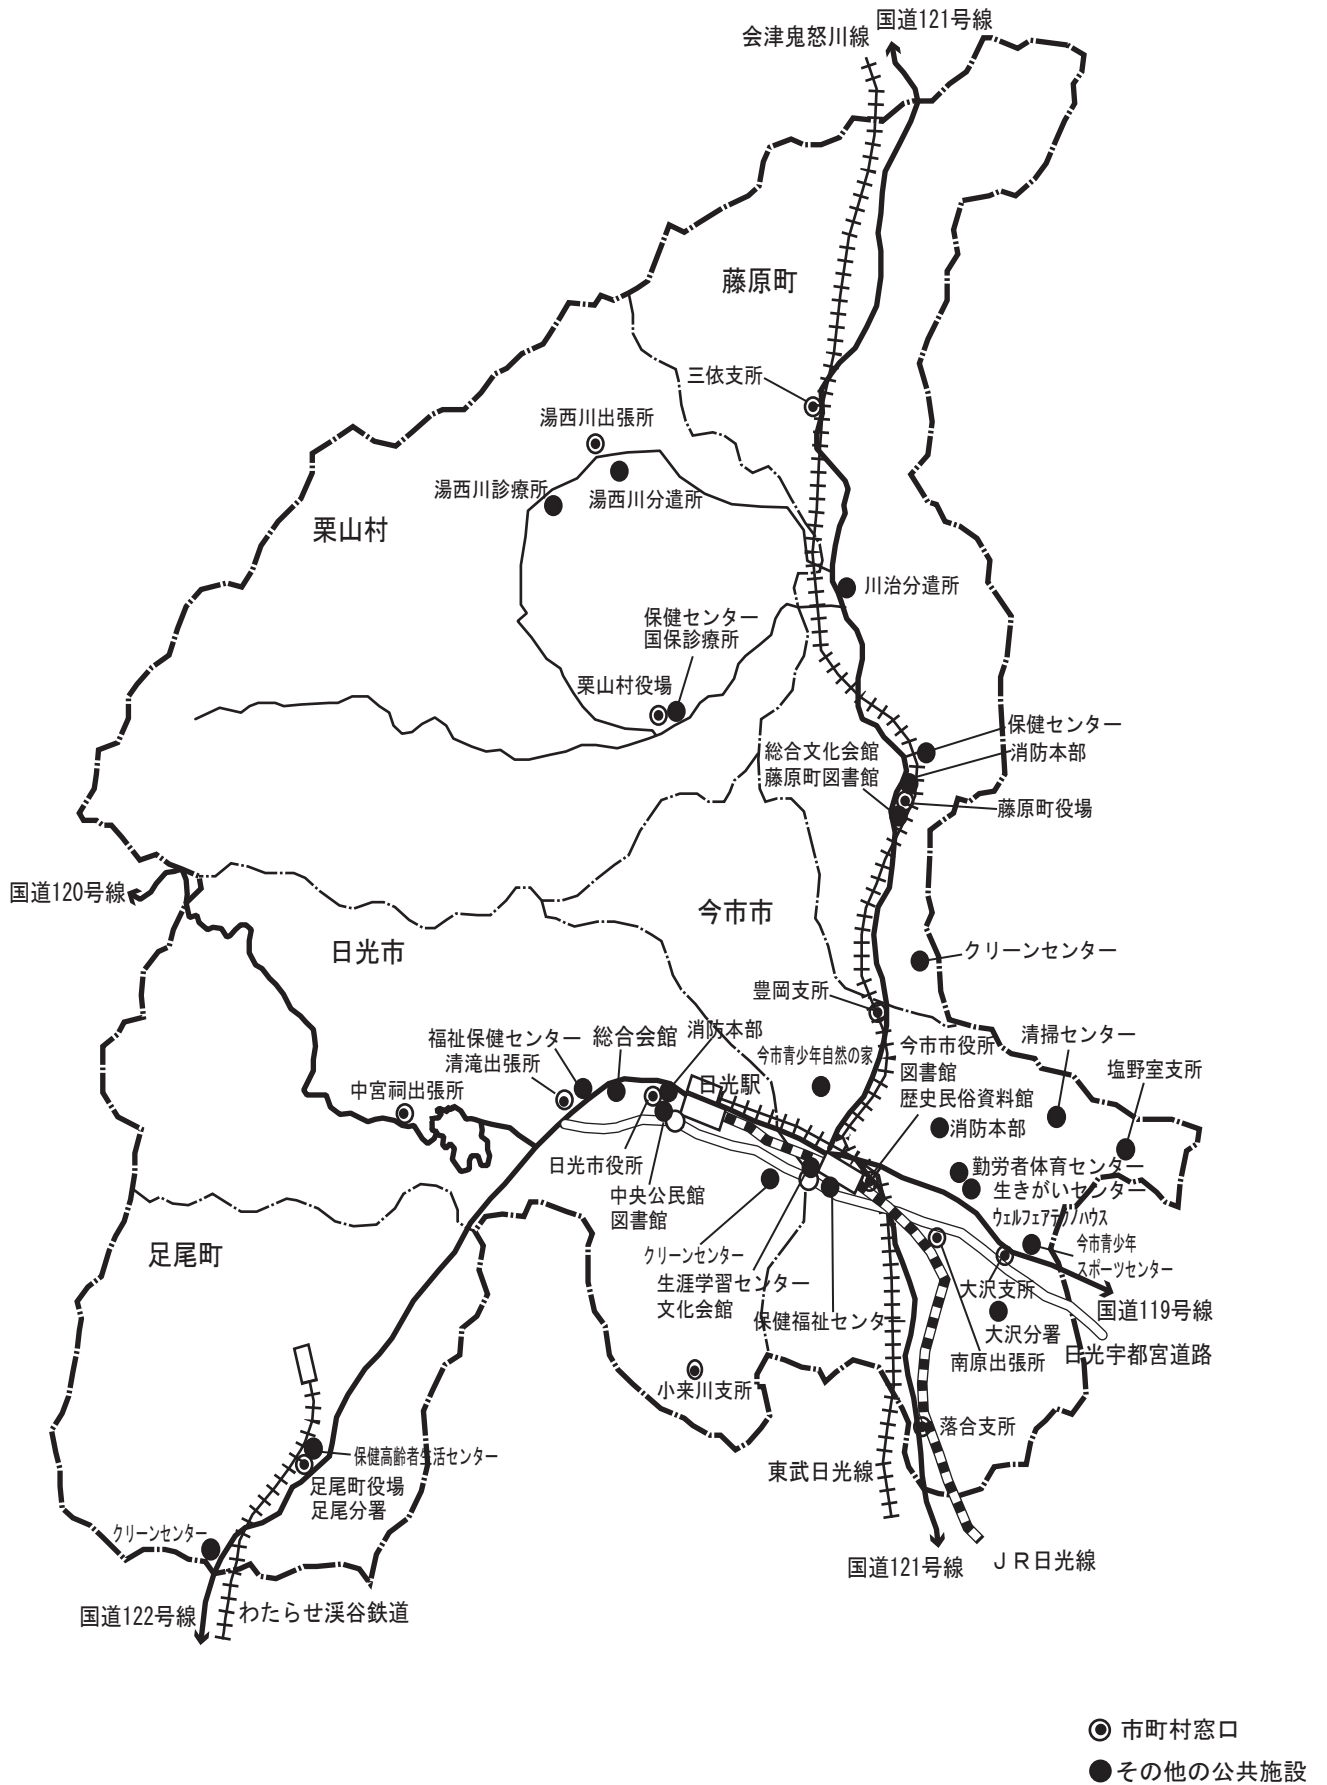 国道121号線
会津鬼怒川線
藤原町
三依支所
湯西川出張所
湯西川診療所
湯西川分遣所
栗山村
川治分遣所
保健センター
国保診療所
栗山村役場
保健センター
総合文化会館
消防本部
藤原町図書館
藤原町役場
国道120号線
今市市
日光市
クリーンセンター
豊岡支所
福祉保健センター
総合会館
消防本部
清滝出張所
今市青少年自然の家
今市市役所
図書館
歴史民俗資料館
清掃センター
塩野室支所
中宮祠出張所
日光駅
消防本部
日光市役所
中央公民館
図書館
勤労者体育センター
生きがいセンター
ウェルフェアテクノハウス
今市青少年
スポーツセンター
クリーンセンター
生涯学習センター
文化会館
保健福祉センター
大沢支所
大沢分署
南原出張所
国道119号線
日光宇都宮道路
足尾町
小来川支所
落合支所
保健高齢者生活センター
足尾町役場
足尾分署
東武日光線
クリーンセンター
国道121号線
ＪＲ日光線
国道122号線
わたらせ渓谷鉄道
市町村窓口
その他の公共施設